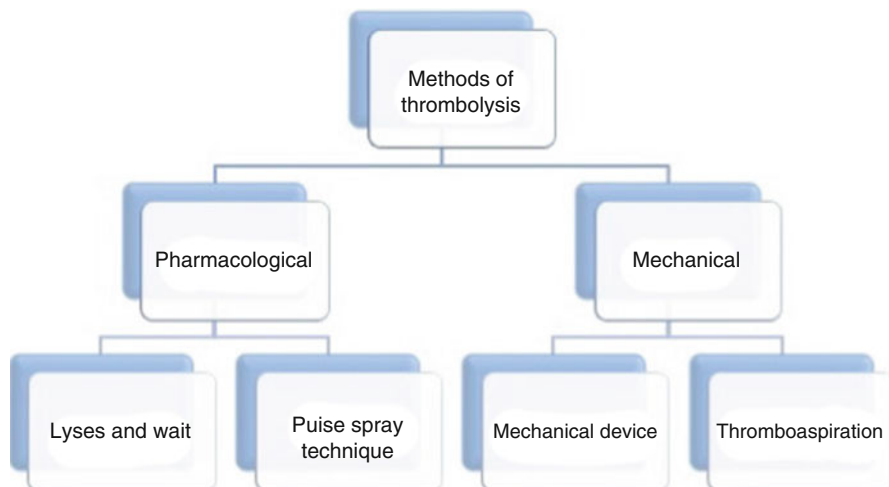 Methods of
thrombolysis
Pharmacological
Mechanical
Lyses and wait
Puise spray
technique
Mechanical device
Thromboaspiration